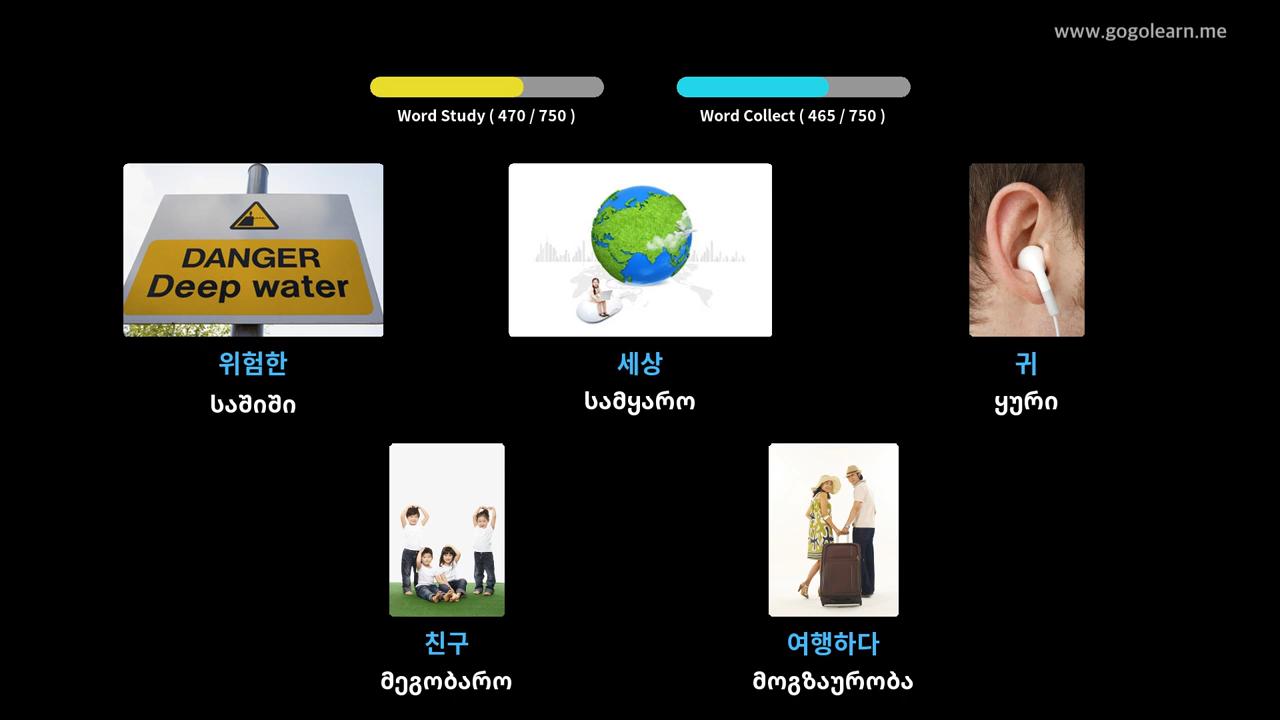 www.gogolearn.me
Word Study ( 470 / 750 )
Word Collect ( 465 / 750 )
DANGER
Deep water
위험한
세상
귀
საშიში
სამყარო
ყური
친구
여행하다
მეგობარო
მოგზაურობა